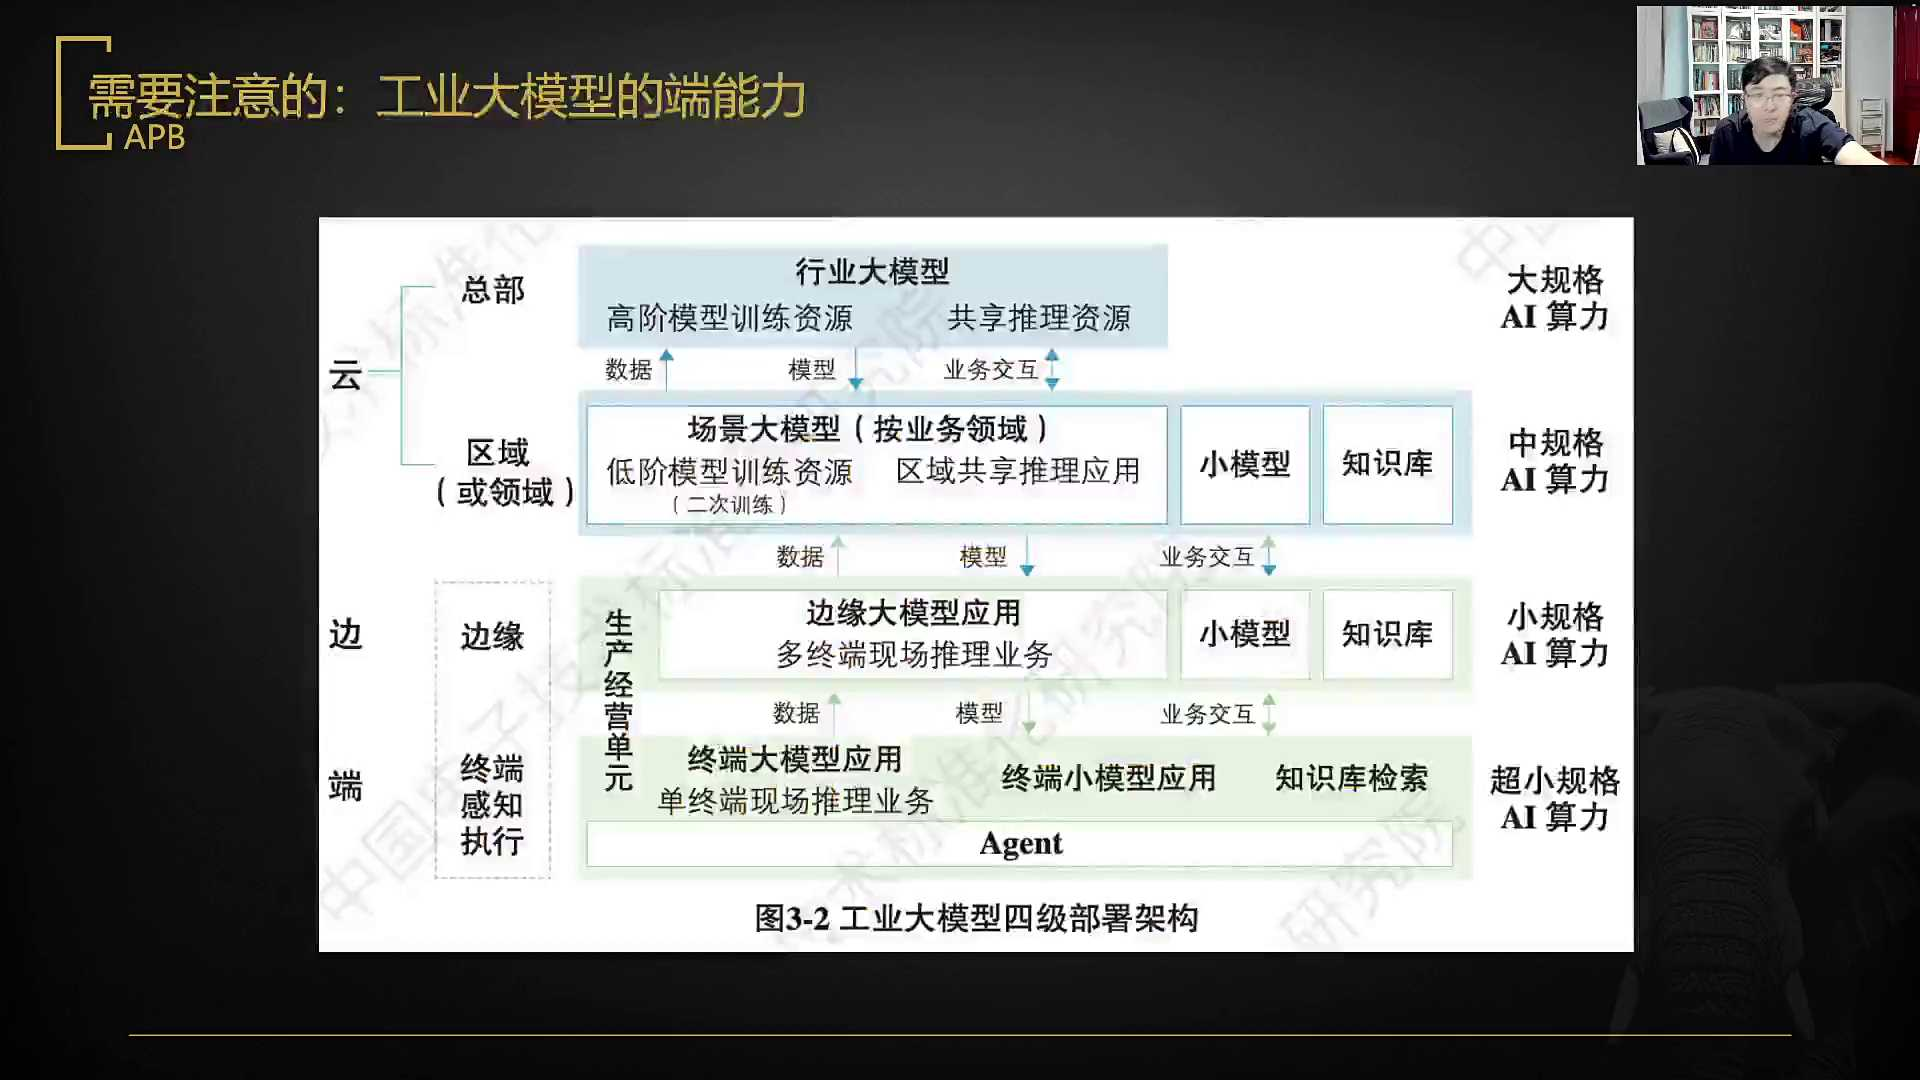 需要注意的：工业大模型的端能力
APB
云
总部
行业大模型
高阶模型训练资源 共享推理资源
大规格
AI 算力
数据 模型 业务交互
区域
（或领域）
场景大模型（按业务领域）
低阶模型训练资源 区域共享推理应用
（二次训练）
小模型
知识库
中规格
AI 算力
数据 模型 业务交互
边
边缘
生产经营单元
边缘大模型应用
多终端现场推理业务
小模型
知识库
小规格
AI 算力
数据 模型 业务交互
端
终端
感知
执行
终端大模型应用
单终端现场推理业务
终端小模型应用
知识库检索
Agent
超小规格
AI 算力
图3-2 工业大模型四级部署架构